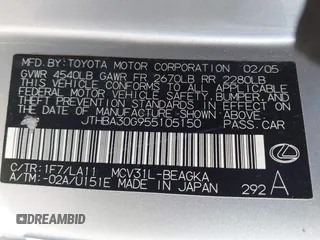 MFD. BY: TOYOTA MOTOR CORPORATION 02/05
GVWR 4540LB GAWR FR 2670LB RR 2280LB
THIS VEHICLE CONFORMS TO ALL APPLICABLE
FEDERAL MOTOR VEHICLE SAFETY, BUMPER,
AND THEFT PREVENTION STANDARDS IN EFFECT
ON THE DATE OF MANUFACTURE SHOWN ABOVE.
JTHBA30G955105150 PASS.CAR
C/TR: 1F7/LA11 MCV31L-BEAGKA
A/TM: -02A/U151E MADE IN JAPAN 292 A
DEALER DATABASE